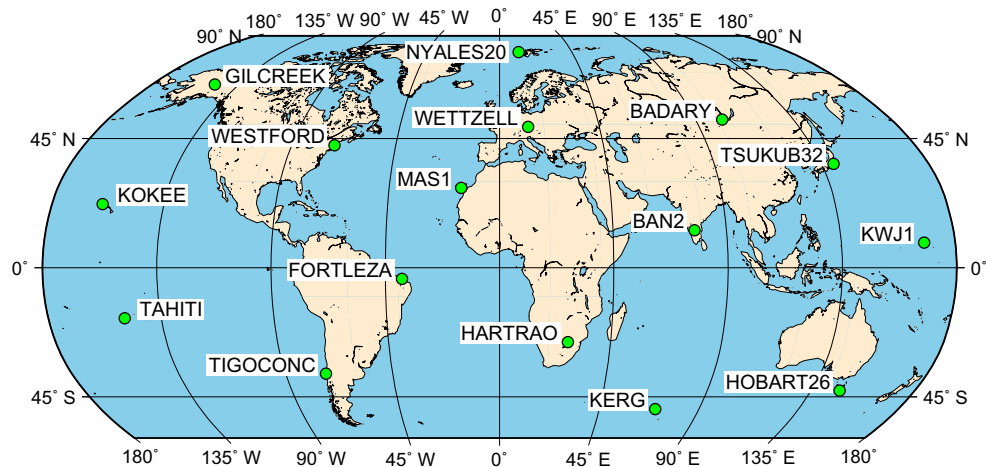 180° 135° W 90° W 45° W 0° 45° E 90° E 135° E 180°
90° N 90° N
NYALES20
GILCREEK
BADARY
WETTZELL
WESTFORD
45° N 45° N
TSUKUB32
MAS1
KOKEE
BAN2
KWJ1
0° 0°
FORTLEZA
TAHITI
HARTRAO
TIGOCONC
HOBART26
KERG
45° S 45° S
180° 135° W 90° W 45° W 0° 45° E 90° E 135° E 180°